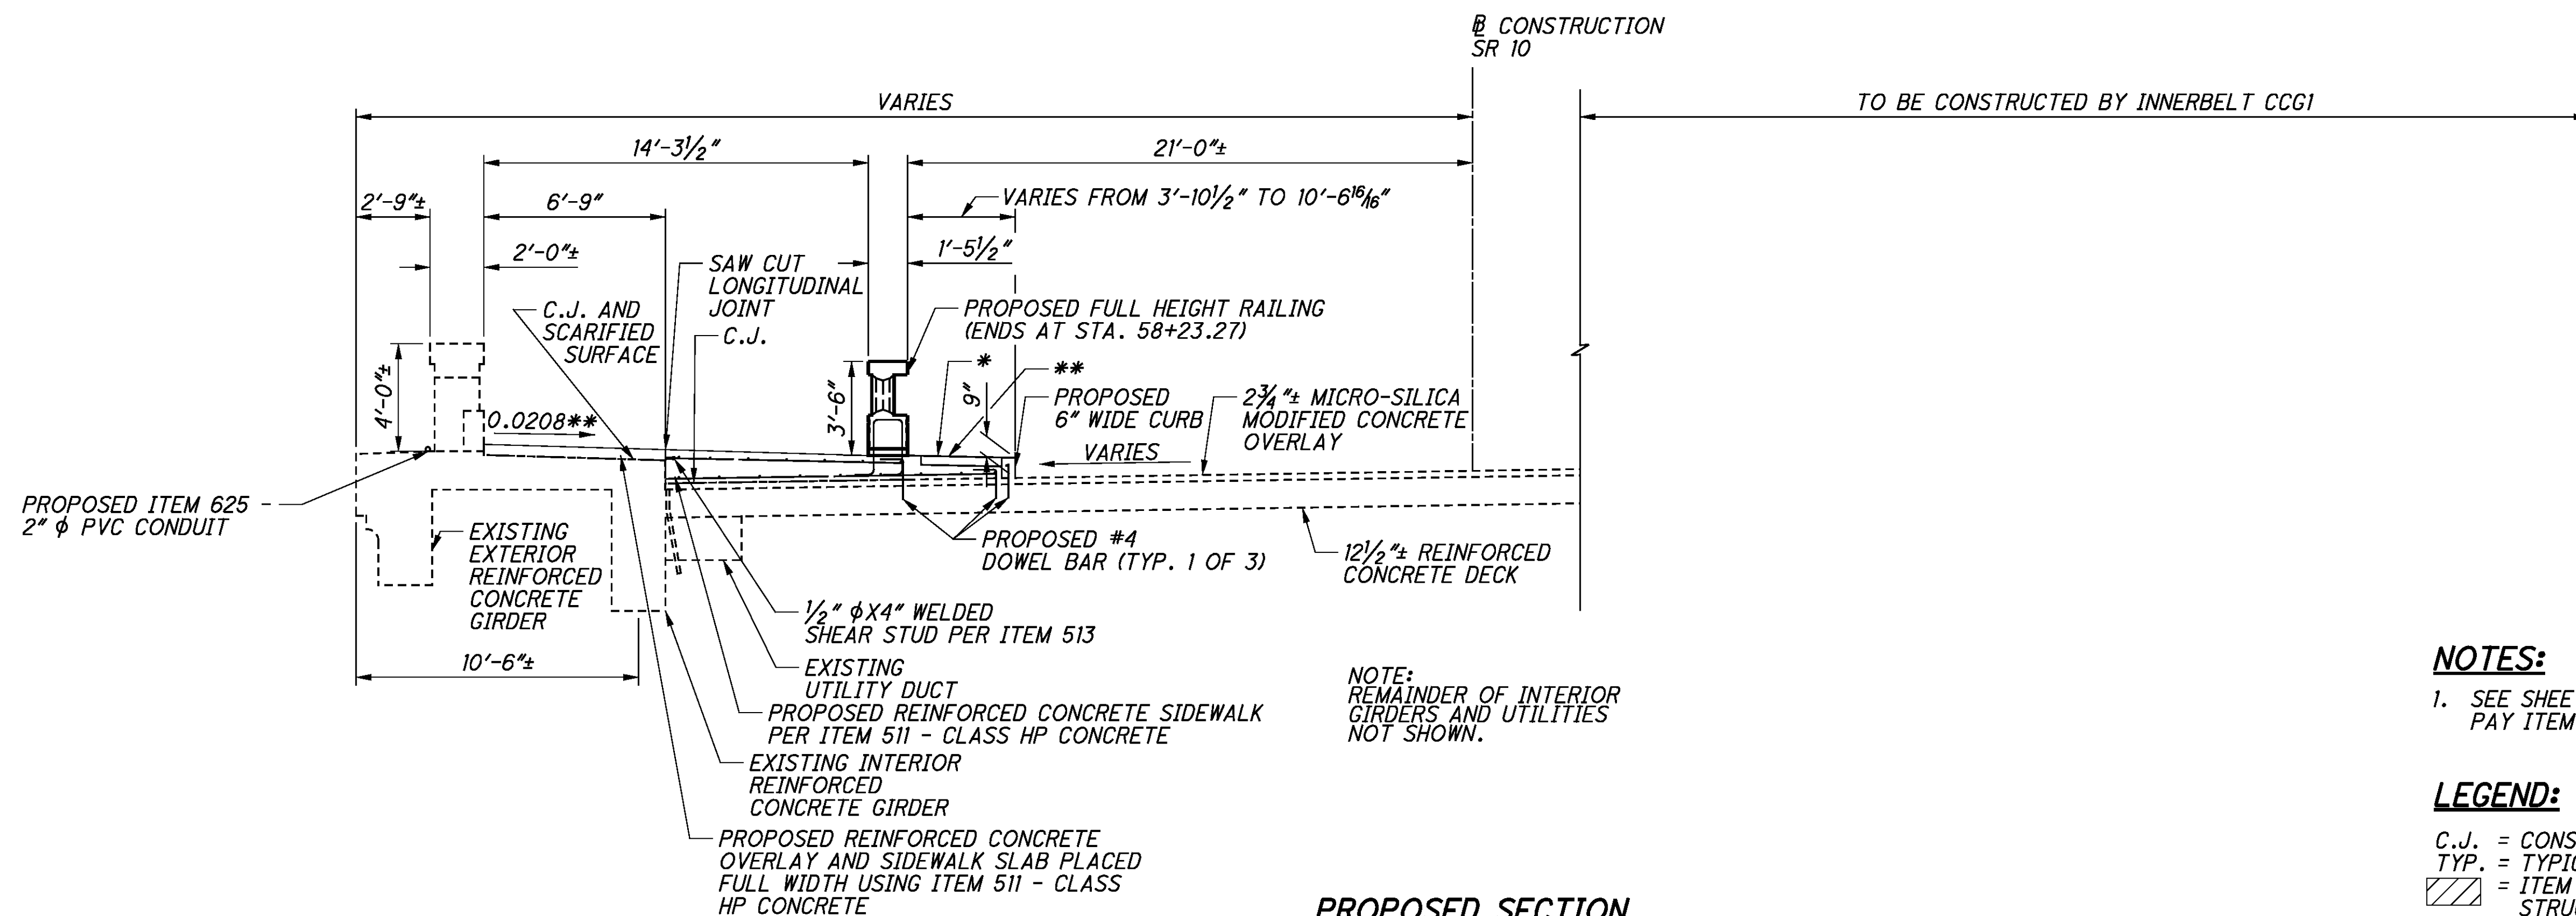 ℄ CONSTRUCTION
SR 10
VARIES
TO BE CONSTRUCTED BY INNERBELT CCG1
14'-3½"
21'-0"±
2'-9"±
6'-9"
VARIES FROM 3'-10½" TO 10'-6 16/16"
2'-0"±
1'-5½"
SAW CUT
LONGITUDINAL
JOINT
C.J. AND
SCARIFIED
SURFACE
C.J.
PROPOSED FULL HEIGHT RAILING
(ENDS AT STA. 58+23.27)
4'-0"±
3'-6"
9"
*
**
PROPOSED
6" WIDE CURB
2¾"± MICRO-SILICA
MODIFIED CONCRETE
OVERLAY
0.0208**
VARIES
PROPOSED ITEM 625 -
2" ϕ PVC CONDUIT
EXISTING
EXTERIOR
REINFORCED
CONCRETE
GIRDER
PROPOSED #4
DOWEL BAR (TYP. 1 OF 3)
12½"± REINFORCED
CONCRETE DECK
½" ϕX4" WELDED
SHEAR STUD PER ITEM 513
10'-6"±
EXISTING
UTILITY DUCT
PROPOSED REINFORCED CONCRETE SIDEWALK
PER ITEM 511 - CLASS HP CONCRETE
EXISTING INTERIOR
REINFORCED
CONCRETE GIRDER
PROPOSED REINFORCED CONCRETE
OVERLAY AND SIDEWALK SLAB PLACED
FULL WIDTH USING ITEM 511 - CLASS
HP CONCRETE
NOTE:
REMAINDER OF INTERIOR
GIRDERS AND UTILITIES
NOT SHOWN.
PROPOSED SECTION
NOTES:
1. SEE SHEE
PAY ITEM
LEGEND:
C.J. = CONS
TYP. = TYPIC
= ITEM
STRU